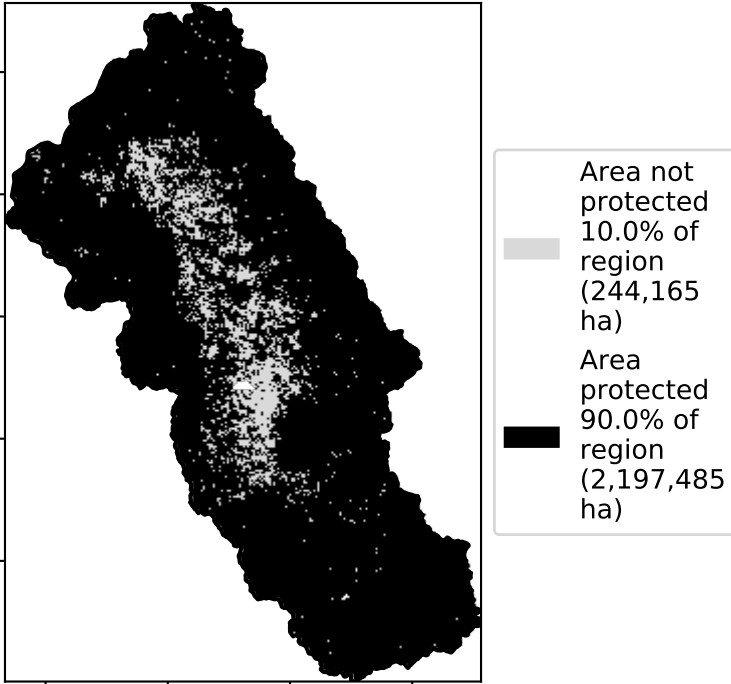 Area not
protected
10.0% of
region
(244,165
ha)
Area
protected
90.0% of
region
(2,197,485
ha)